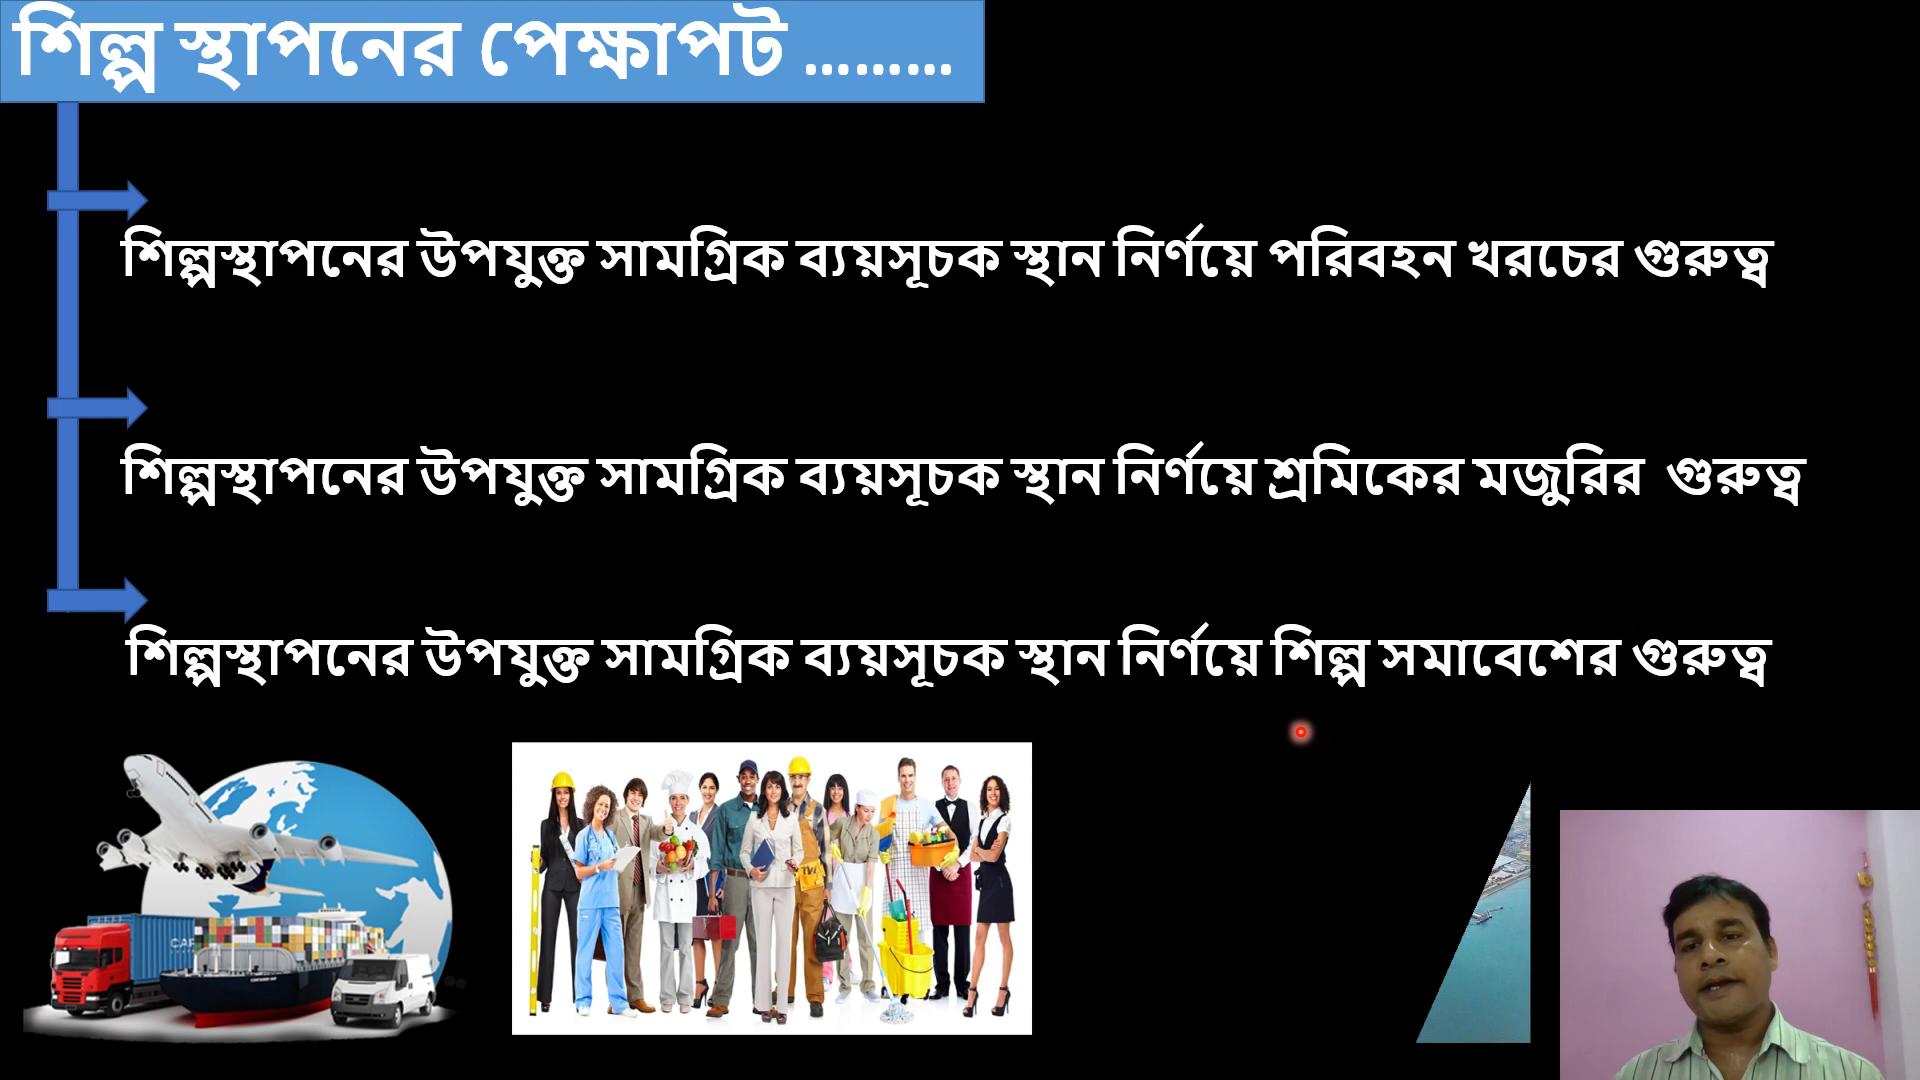 শিল্প স্থাপনের পেক্ষাপট ………
শিল্পস্থাপনের উপযুক্ত সামগ্রিক ব্যয়সূচক স্থান নির্ণয়ে পরিবহন খরচের গুরুত্ব
শিল্পস্থাপনের উপযুক্ত সামগ্রিক ব্যয়সূচক স্থান নির্ণয়ে শ্রমিকের মজুরির গুরুত্ব
শিল্পস্থাপনের উপযুক্ত সামগ্রিক ব্যয়সূচক স্থান নির্ণয়ে শিল্প সমাবেশের গুরুত্ব